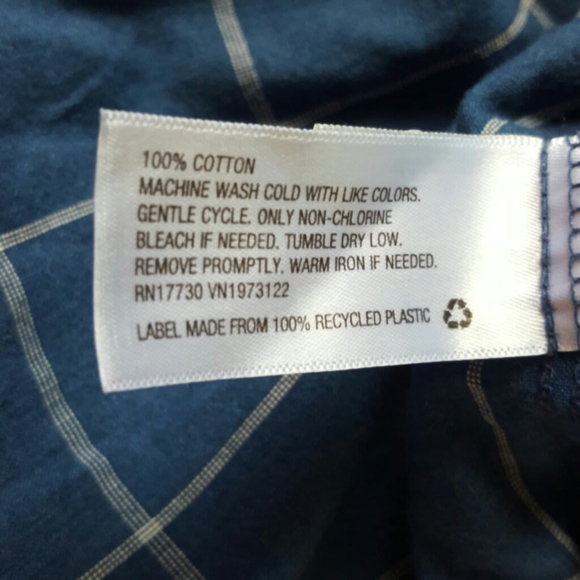 100% COTTON
MACHINE WASH COLD WITH LIKE COLORS.
GENTLE CYCLE. ONLY NON-CHLORINE
BLEACH IF NEEDED. TUMBLE DRY LOW.
REMOVE PROMPTLY. WARM IRON IF NEEDED.
RN17730 VN1973122
LABEL MADE FROM 100% RECYCLED PLASTIC